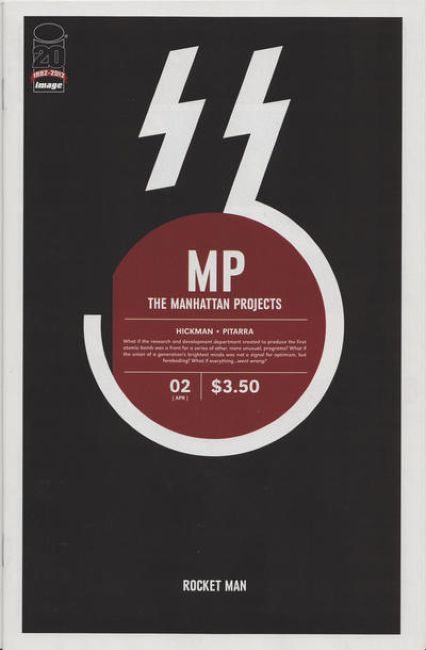 20
1992-2012
image
MP
THE MANHATTAN PROJECTS
HICKMAN • PITARRA
What if the research and development department created to produce the first
atomic bomb was a front for a series of other, more unusual, programs? What if
the union of a generation's brightest minds was not a signal for optimism, but
foreboding? What if everything...went wrong?
02
[ APR ]
$3.50
ROCKET MAN